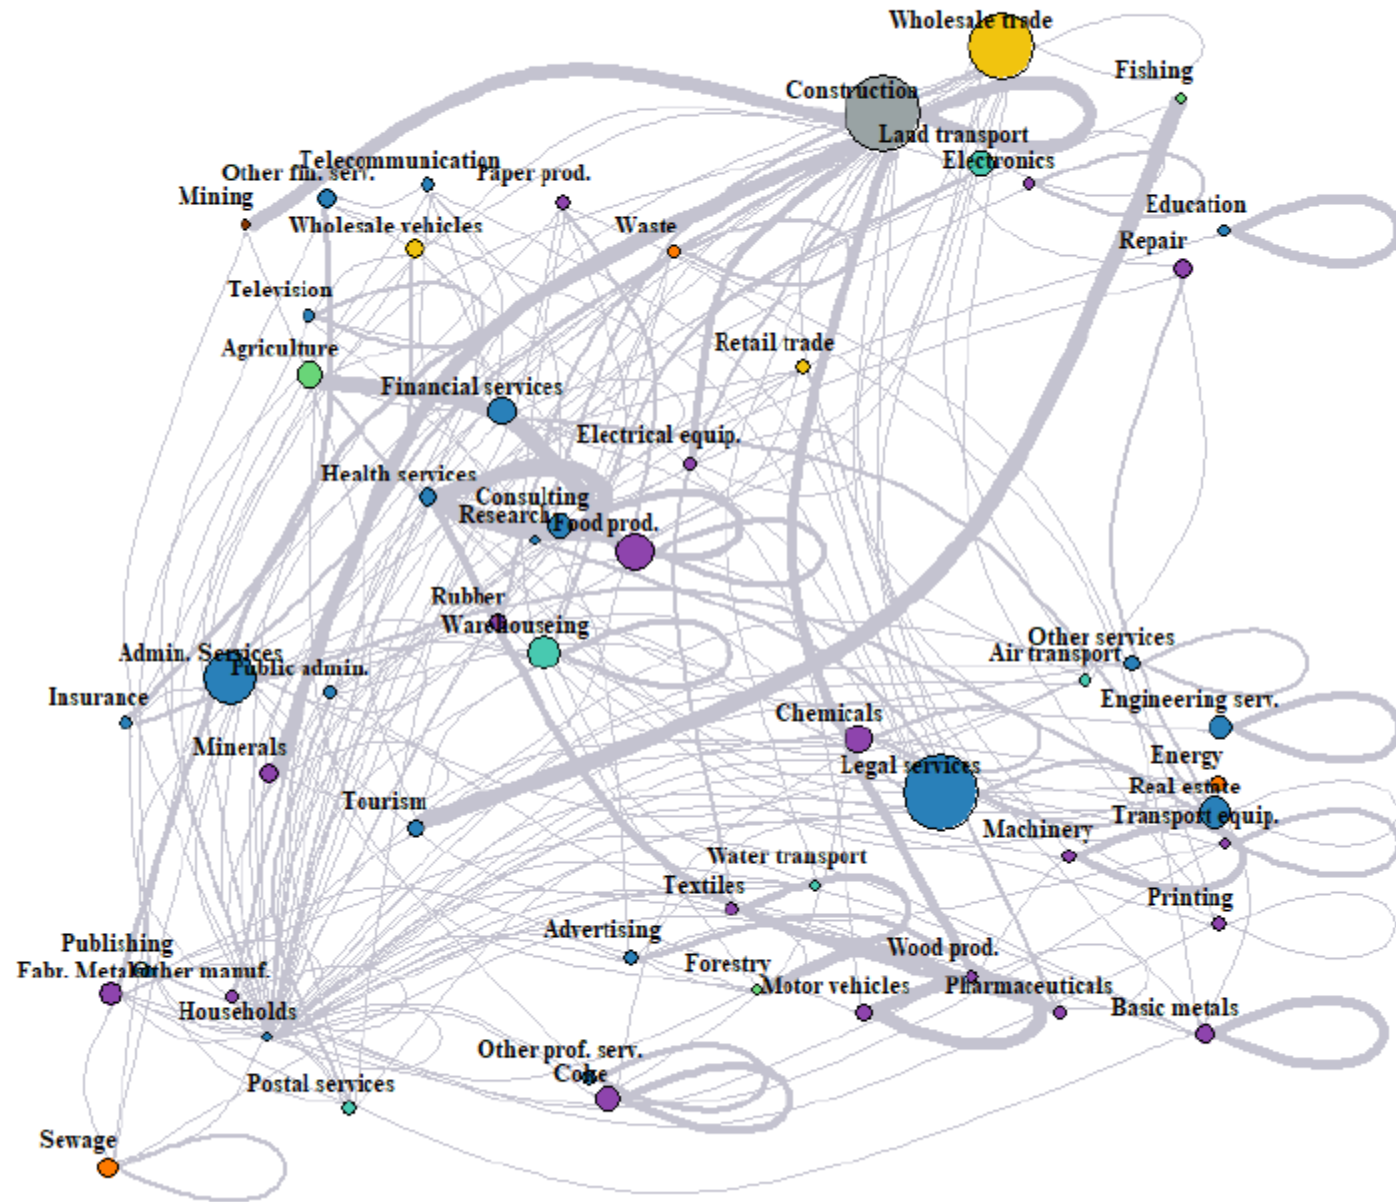 Wholesale trade
Fishing
Construction
Land transport
Electronics
Telecommunication
Other fin. serv.
Paper prod.
Mining
Education
Wholesale vehicles
Waste
Repair
Television
Retail trade
Agriculture
Financial services
Electrical equip.
Health services
Consulting
Research
Food prod.
Rubber
Warehouseing
Other services
Admin. Services
Air transport
Public admin.
Insurance
Engineering serv.
Chemicals
Minerals
Energy
Legal services
Real estate
Tourism
Transport equip.
Machinery
Water transport
Textiles
Printing
Advertising
Publishing
Wood prod.
Forestry
Fabr. Metal
Other manuf.
Motor vehicles
Pharmaceuticals
Households
Basic metals
Other prof. serv.
Coke
Postal services
Sewage